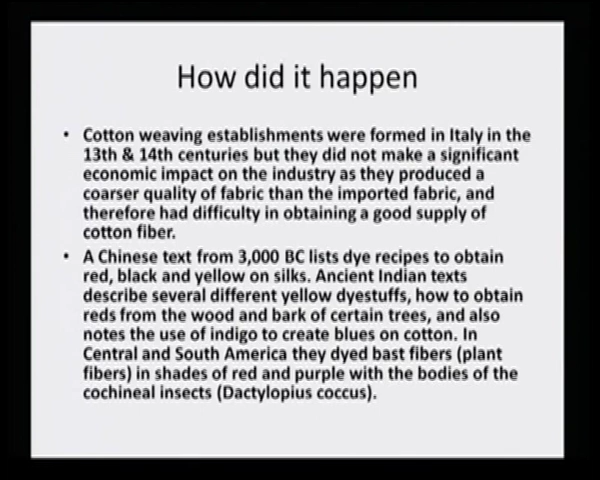 How did it happen
• Cotton weaving establishments were formed in Italy in the
13th & 14th centuries but they did not make a significant
economic impact on the industry as they produced a
coarser quality of fabric than the imported fabric, and
therefore had difficulty in obtaining a good supply of
cotton fiber.
• A Chinese text from 3,000 BC lists dye recipes to obtain
red, black and yellow on silks. Ancient Indian texts
describe several different yellow dyestuffs, how to obtain
reds from the wood and bark of certain trees, and also
notes the use of indigo to create blues on cotton. In
Central and South America they dyed bast fibers (plant
fibers) in shades of red and purple with the bodies of the
cochineal insects (Dactylopius coccus).